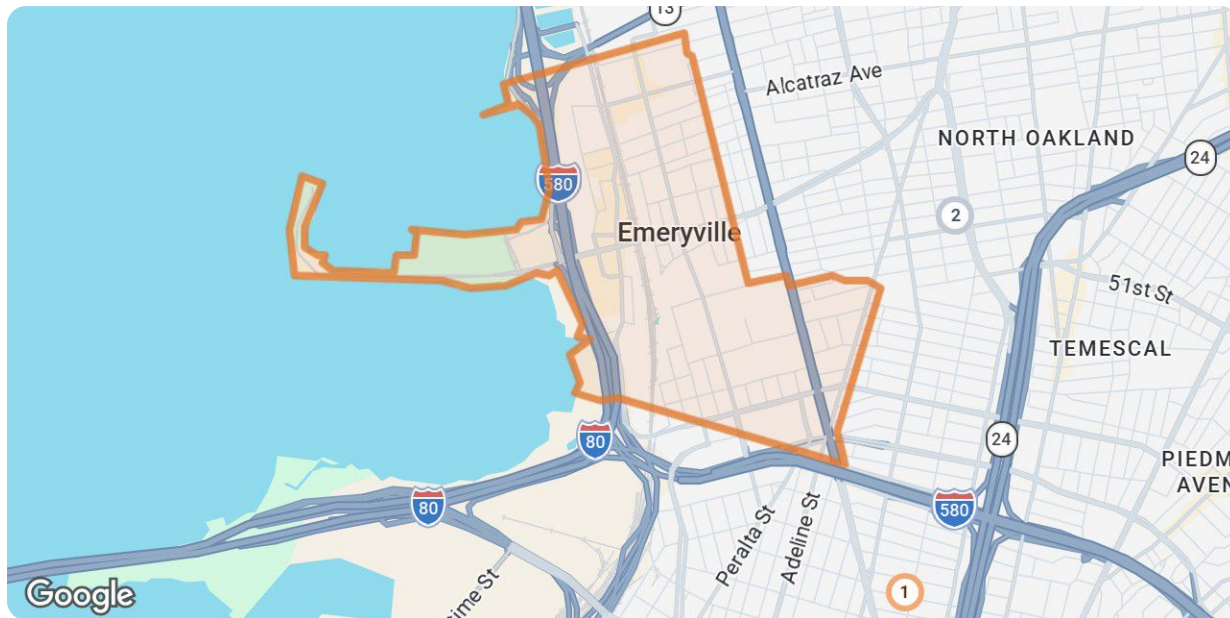 13
Alcatraz Ave
NORTH OAKLAND
24
580
2
Emeryville
51st St
TEMESCAL
80
24
PIEDM
AVEN
80
580
Peralta St
Adeline St
Google
time St
1